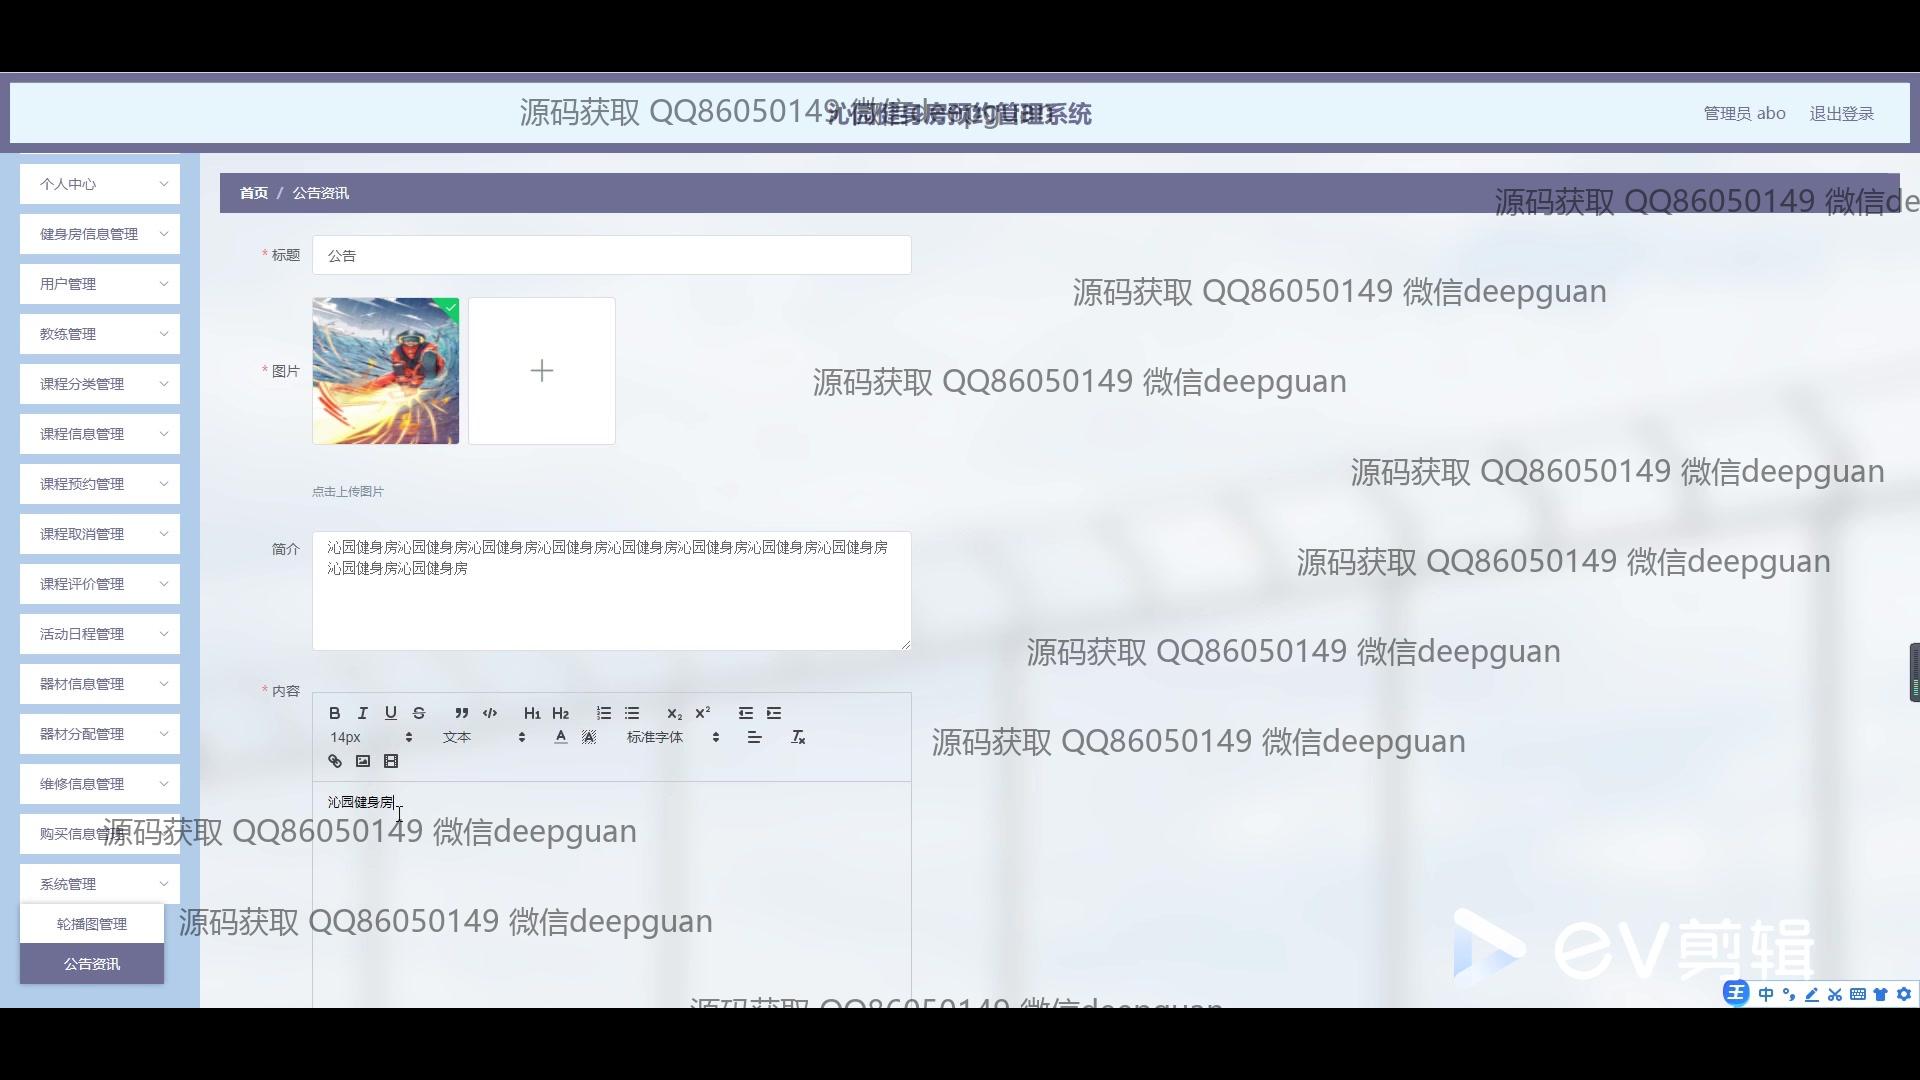 源码获取 QQ86050149 微信deepguan
沁园健身房预约管理系统
管理员 abo
退出登录
个人中心
健身房信息管理
用户管理
教练管理
课程分类管理
课程信息管理
课程预约管理
课程取消管理
课程评价管理
活动日程管理
器材信息管理
器材分配管理
维修信息管理
购买信息管理
系统管理
轮播图管理
公告资讯
首页 / 公告资讯
源码获取 QQ86050149 微信de
* 标题
公告
源码获取 QQ86050149 微信deepguan
* 图片
源码获取 QQ86050149 微信deepguan
点击上传图片
源码获取 QQ86050149 微信deepguan
简介
沁园健身房沁园健身房沁园健身房沁园健身房沁园健身房沁园健身房沁园健身房沁园健身房
沁园健身房沁园健身房
源码获取 QQ86050149 微信deepguan
源码获取 QQ86050149 微信deepguan
* 内容
B I U S H1 H2 X2 X2
14px 文本 A A 标准字体
源码获取 QQ86050149 微信deepguan
沁园健身房
源码获取 QQ86050149 微信deepguan
源码获取 QQ86050149 微信deepguan
eV剪辑
王 中
源码获取 QQ86050149 微信deepguan